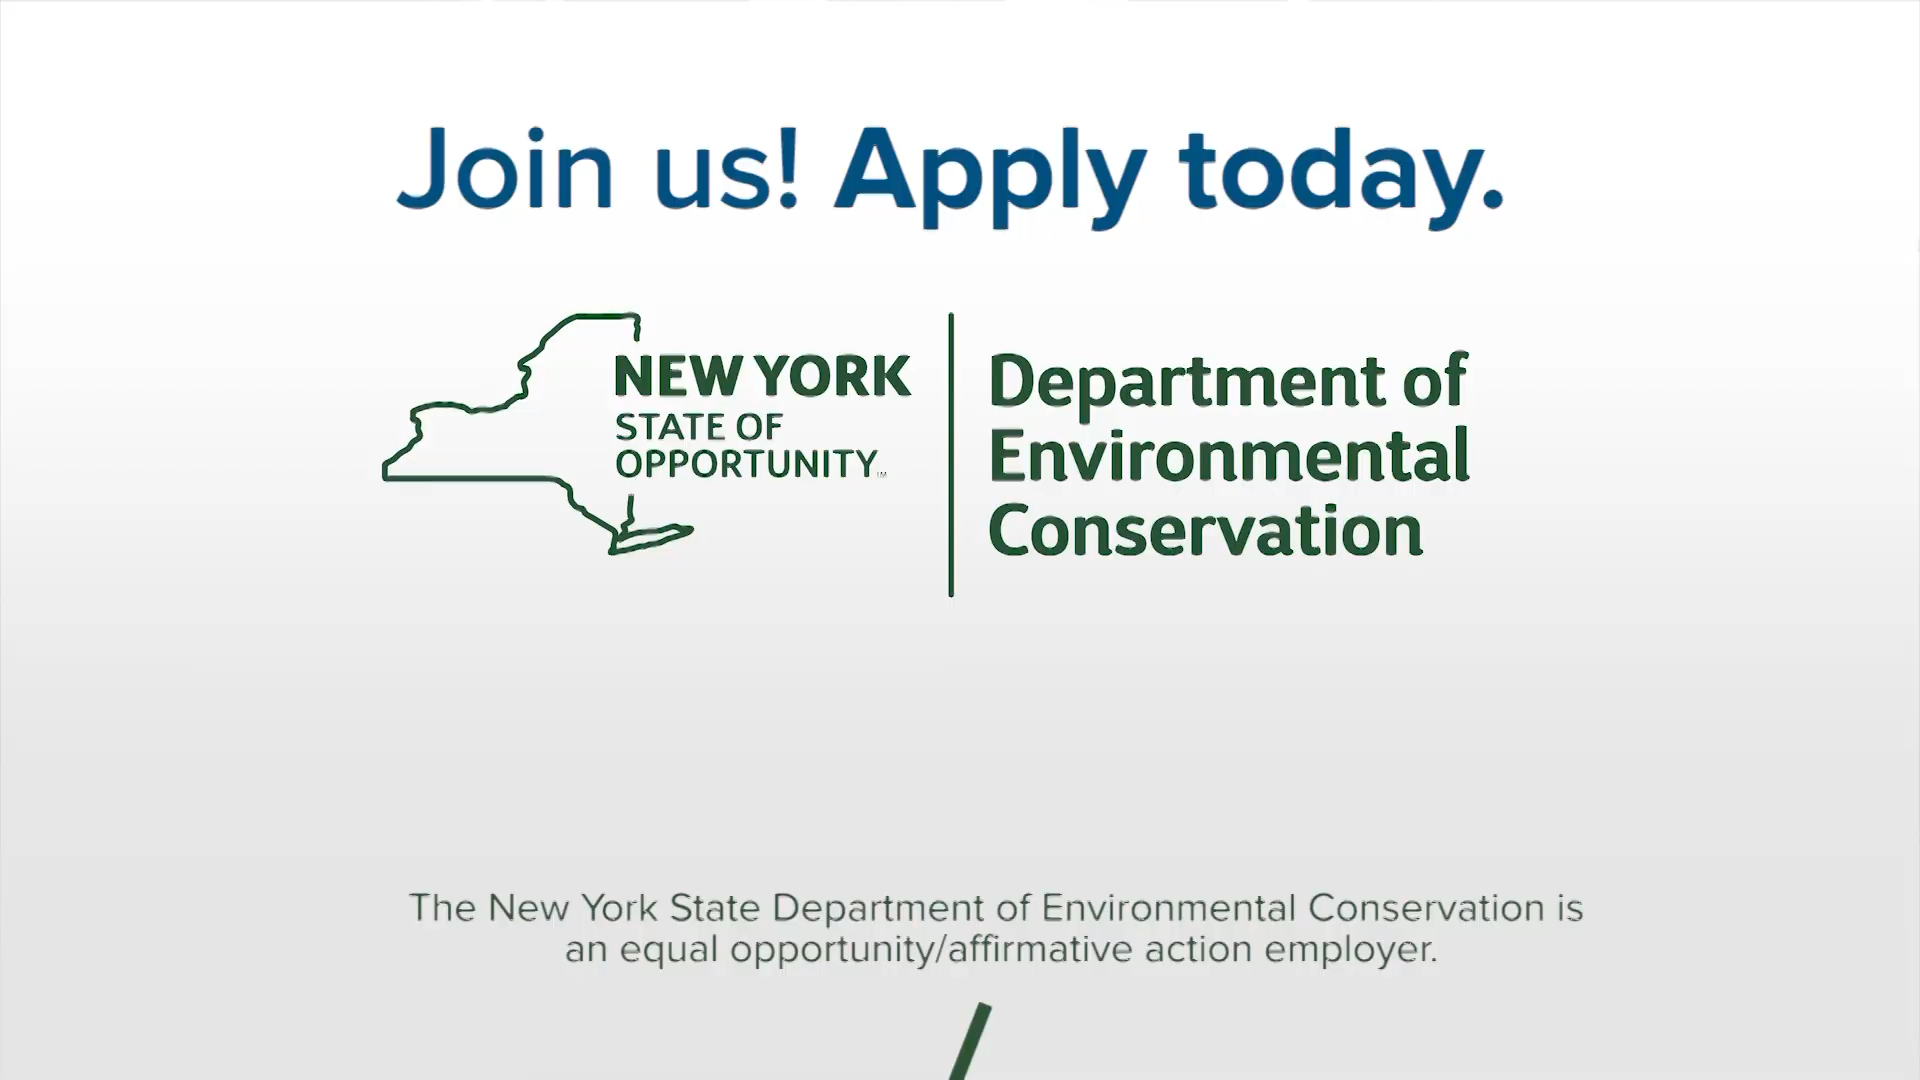 Join us! Apply today.
NEW YORK
STATE OF
OPPORTUNITY™
Department of
Environmental
Conservation
The New York State Department of Environmental Conservation is
an equal opportunity/affirmative action employer.